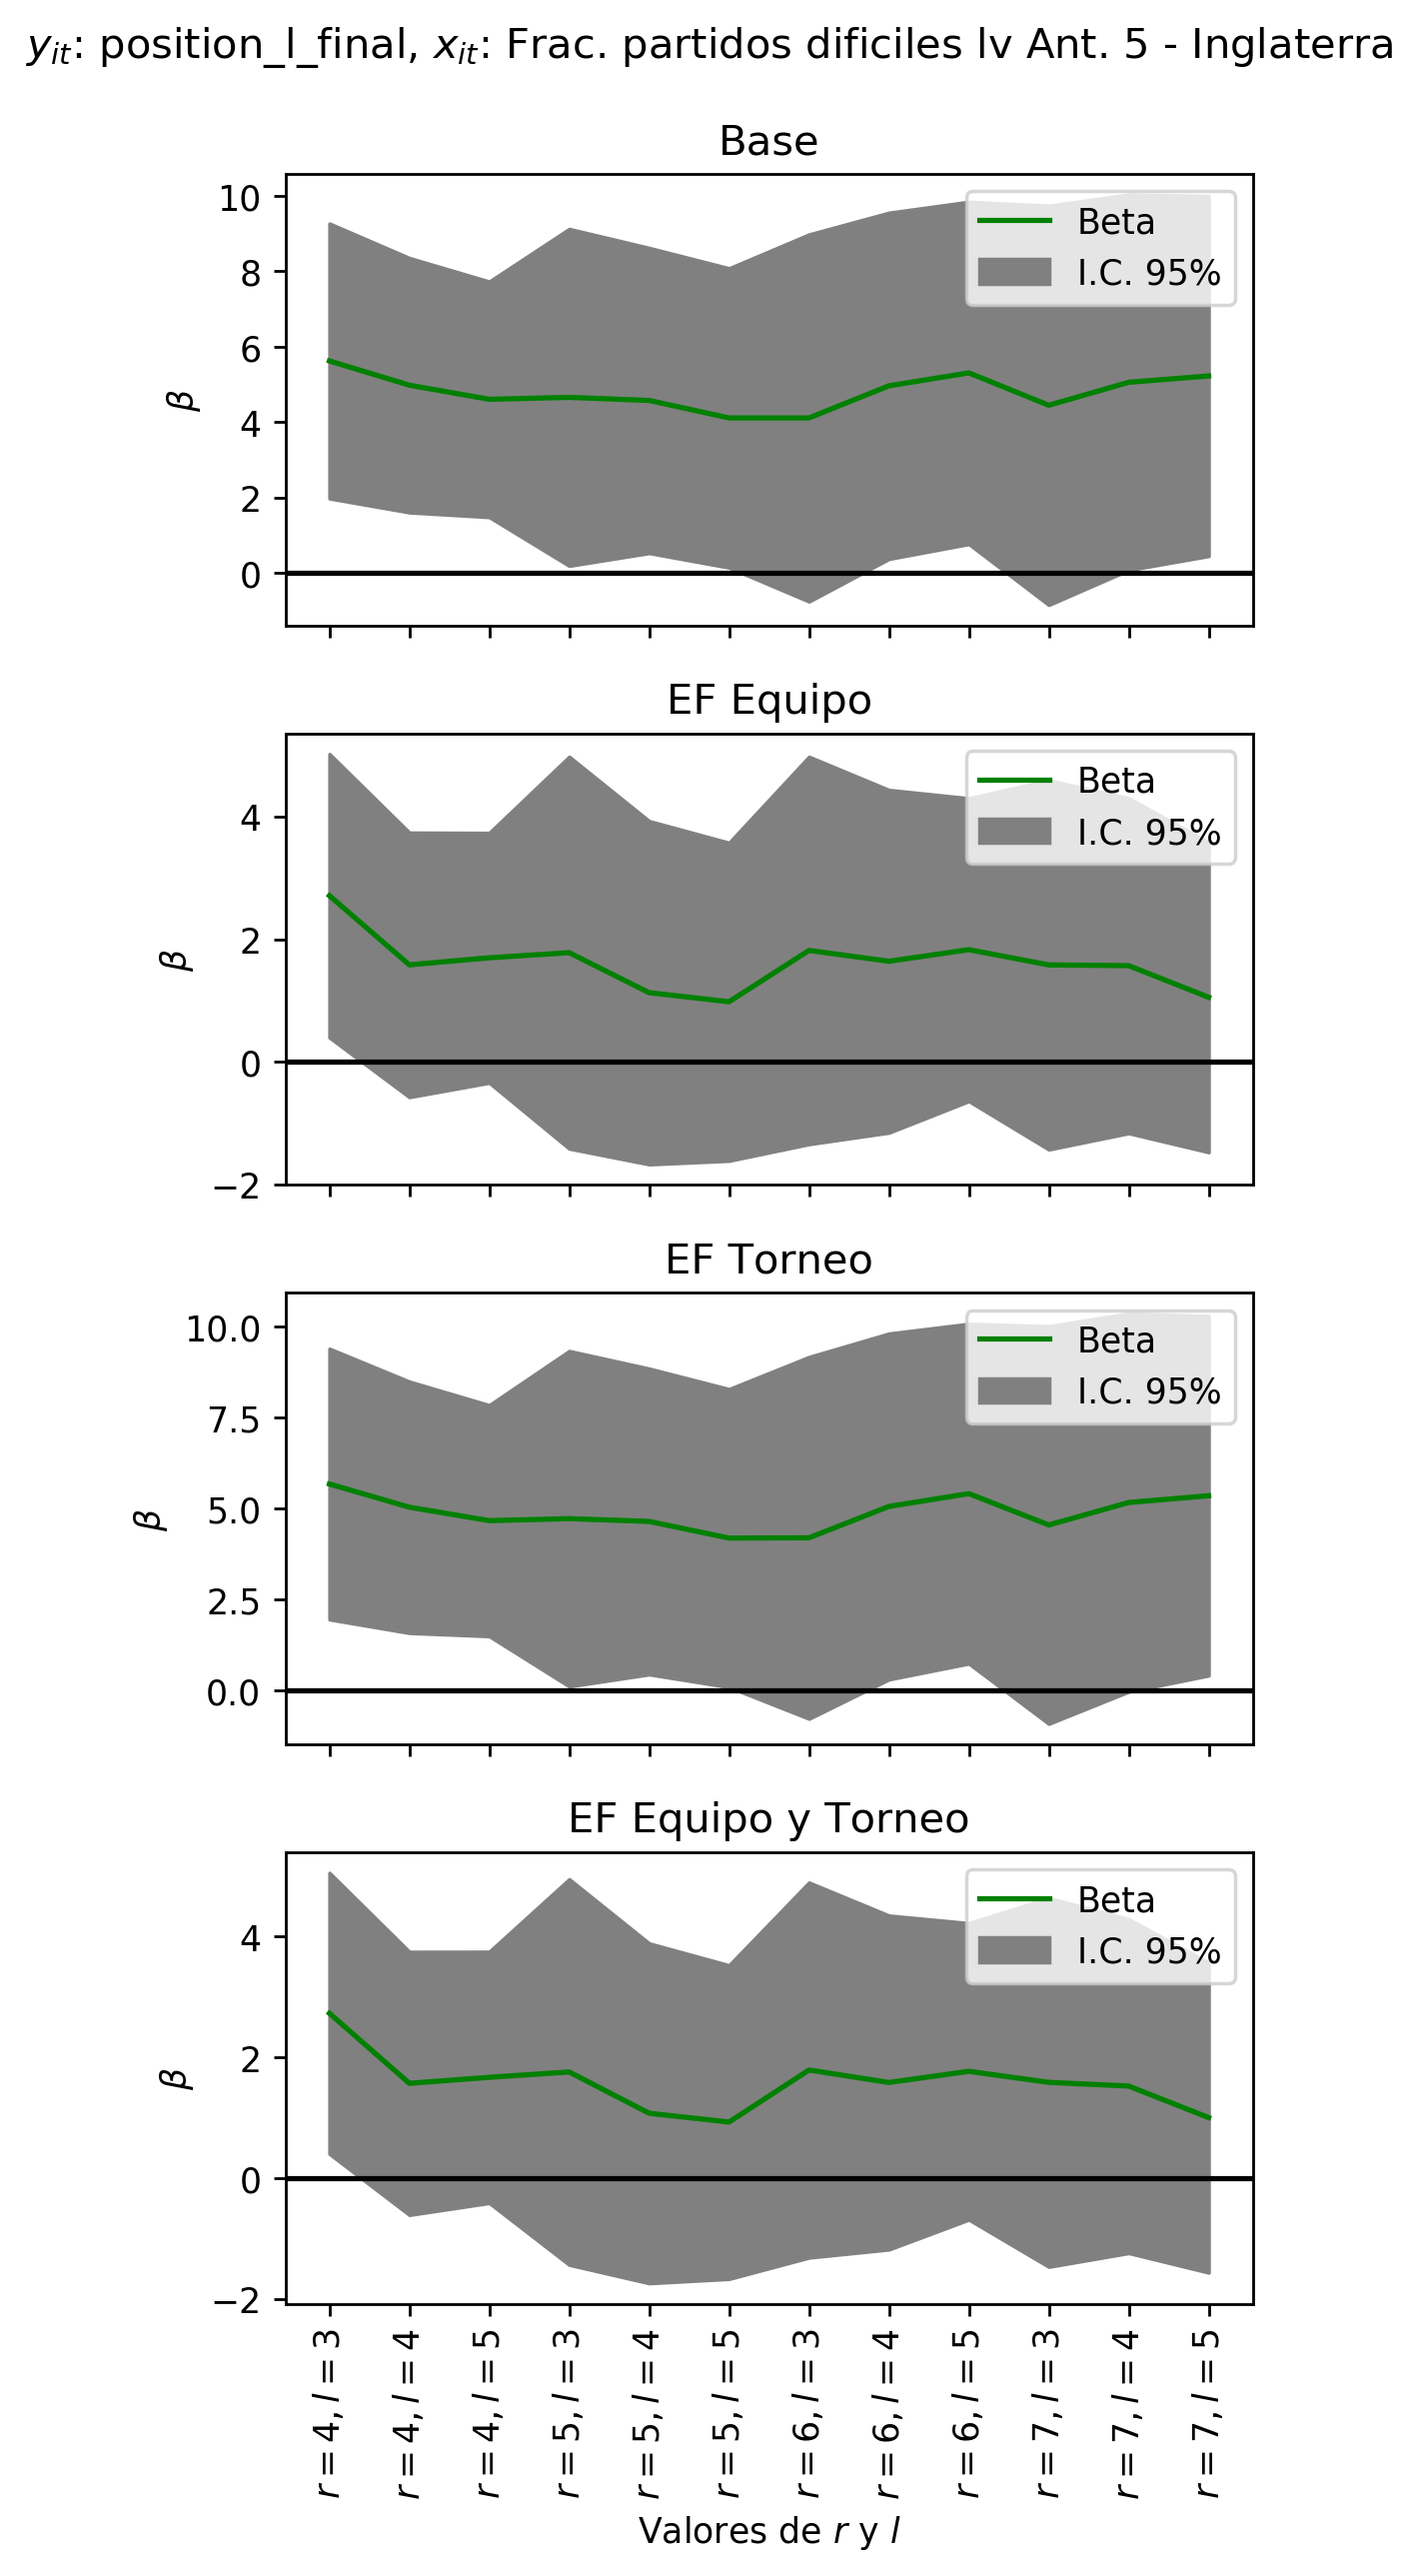 y_it: position_l_final, x_it: Frac. partidos dificiles lv Ant. 5 - Inglaterra
Base
10
8
6
4
2
0
β
Beta
I.C. 95%
EF Equipo
4
2
0
−2
β
Beta
I.C. 95%
EF Torneo
10.0
7.5
5.0
2.5
0.0
β
Beta
I.C. 95%
EF Equipo y Torneo
4
2
0
−2
β
Beta
I.C. 95%
r = 4, l = 3
r = 4, l = 4
r = 4, l = 5
r = 5, l = 3
r = 5, l = 4
r = 5, l = 5
r = 6, l = 3
r = 6, l = 4
r = 6, l = 5
r = 7, l = 3
r = 7, l = 4
r = 7, l = 5
Valores de r y l